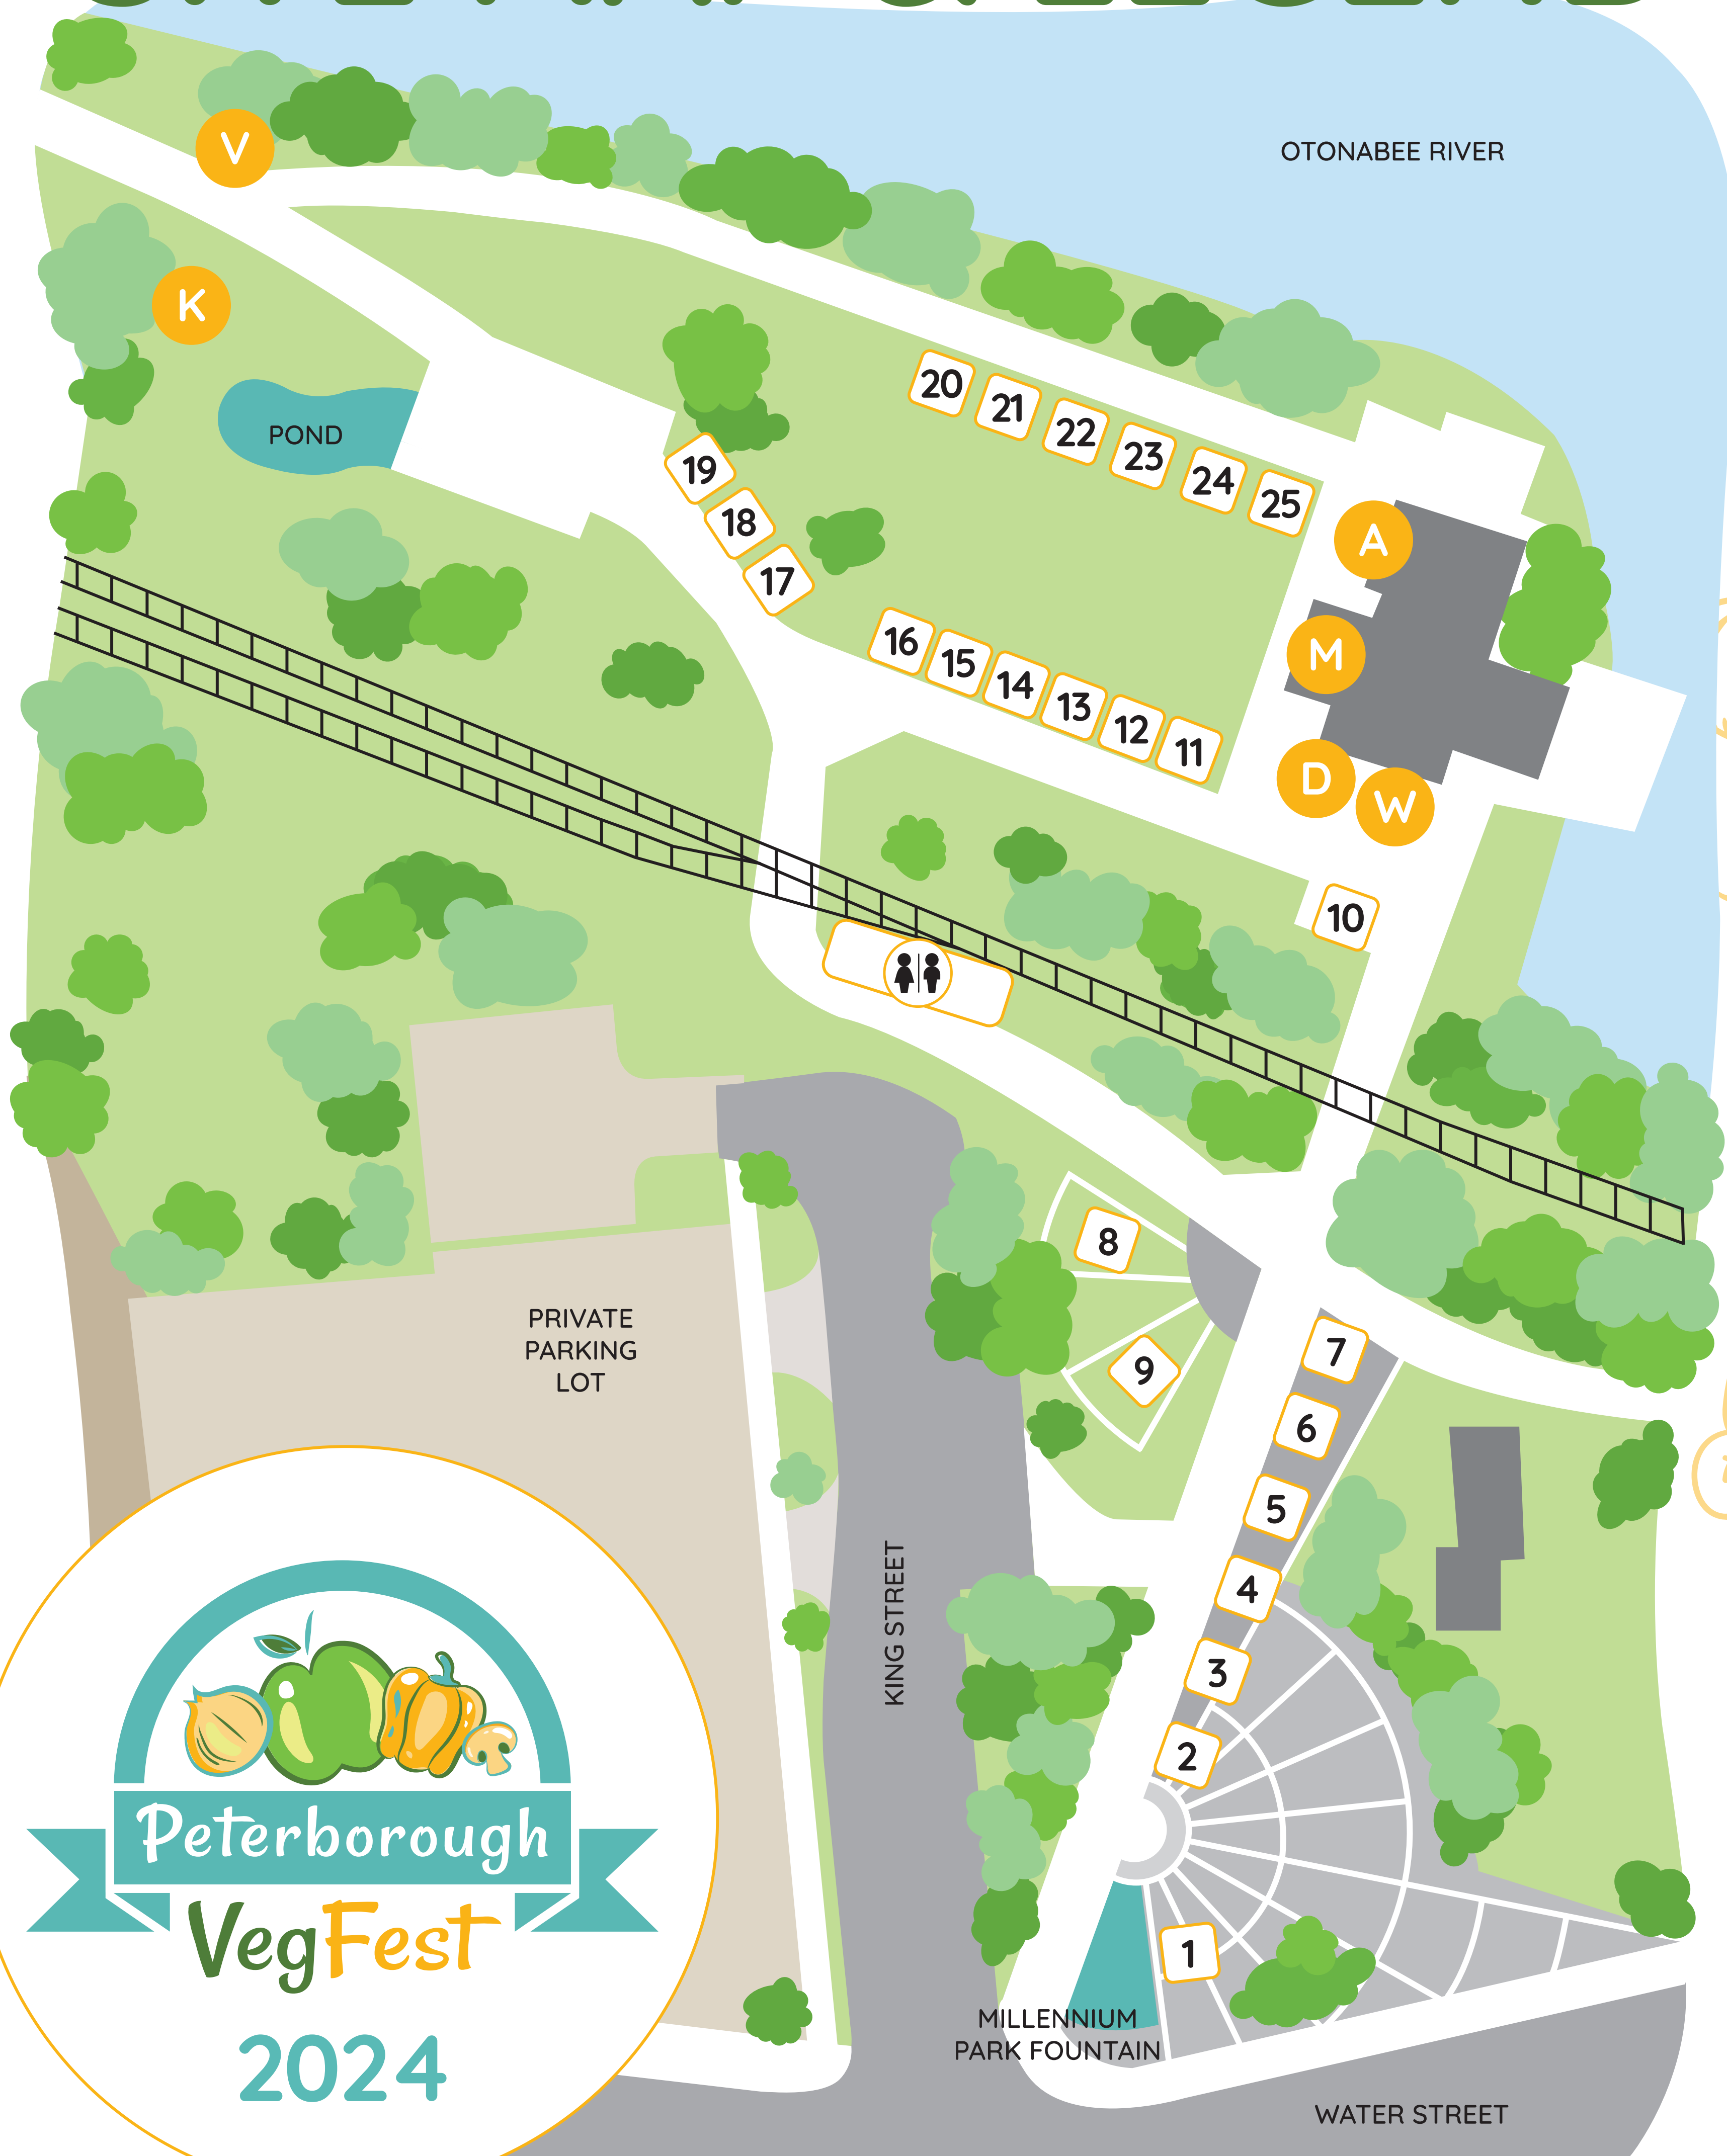 OTONABEE RIVER
V
K
POND
20
21
22
23
24
25
19
18
17
16
15
14
13
12
11
A
M
D
W
10
8
9
7
6
5
4
3
2
1
PRIVATE
PARKING
LOT
KING STREET
MILLENNIUM
PARK FOUNTAIN
WATER STREET
Peterborough
VegFest
2024